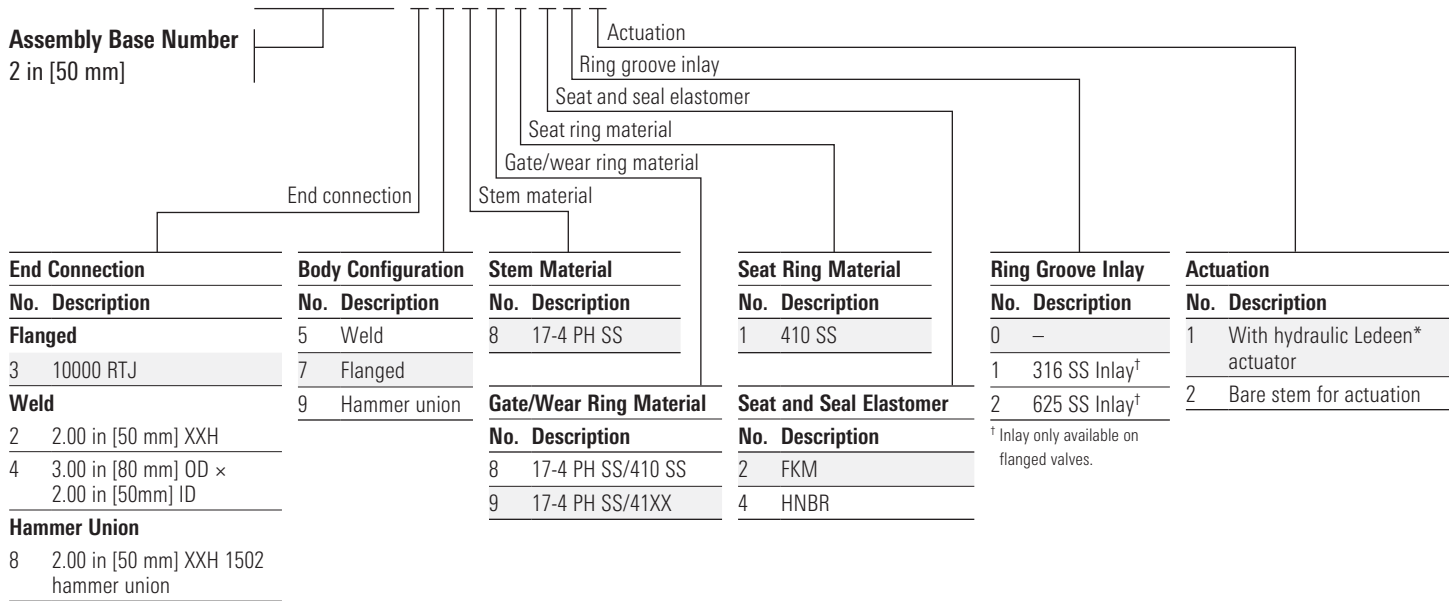 Assembly Base Number
2 in [50 mm]
Actuation
Ring groove inlay
Seat and seal elastomer
Seat ring material
Gate/wear ring material
End connection
Stem material
End Connection
No. Description
Flanged
3 10000 RTJ
Weld
2 2.00 in [50 mm] XXH
4 3.00 in [80 mm] OD ×
2.00 in [50mm] ID
Hammer Union
8 2.00 in [50 mm] XXH 1502
hammer union
Body Configuration
No. Description
5 Weld
7 Flanged
9 Hammer union
Stem Material
No. Description
8 17-4 PH SS
Gate/Wear Ring Material
No. Description
8 17-4 PH SS/410 SS
9 17-4 PH SS/41XX
Seat Ring Material
No. Description
1 410 SS
Seat and Seal Elastomer
No. Description
2 FKM
4 HNBR
Ring Groove Inlay
No. Description
0 –
1 316 SS Inlay†
2 625 SS Inlay†
† Inlay only available on
flanged valves.
Actuation
No. Description
1 With hydraulic Ledeen*
actuator
2 Bare stem for actuation